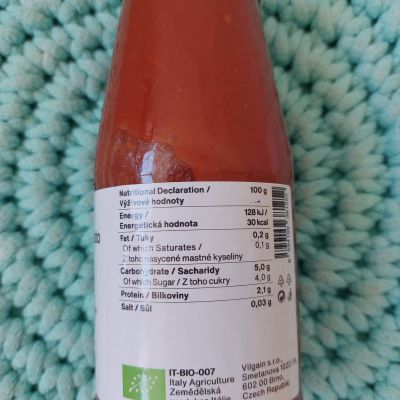 Nutritional Declaration / 100 g
Výživové hodnoty
Energy / 128 kJ /
Energetická hodnota 30 kcal
Fat / Tuky 0,2 g
Of which Saturates / 0,1 g
Z toho nasycené mastné kyseliny
Carbohydrate / Sacharidy 5,0 g
Of which Sugar / Z toho cukry 4,0 g
Protein / Bílkoviny 2,1 g
Salt / Sůl 0,03 g
IT-BIO-007
Italy Agriculture
Zemědělská
Vilgain s.r.o.
Smetanova
602 00 Brno,
Czech Republic